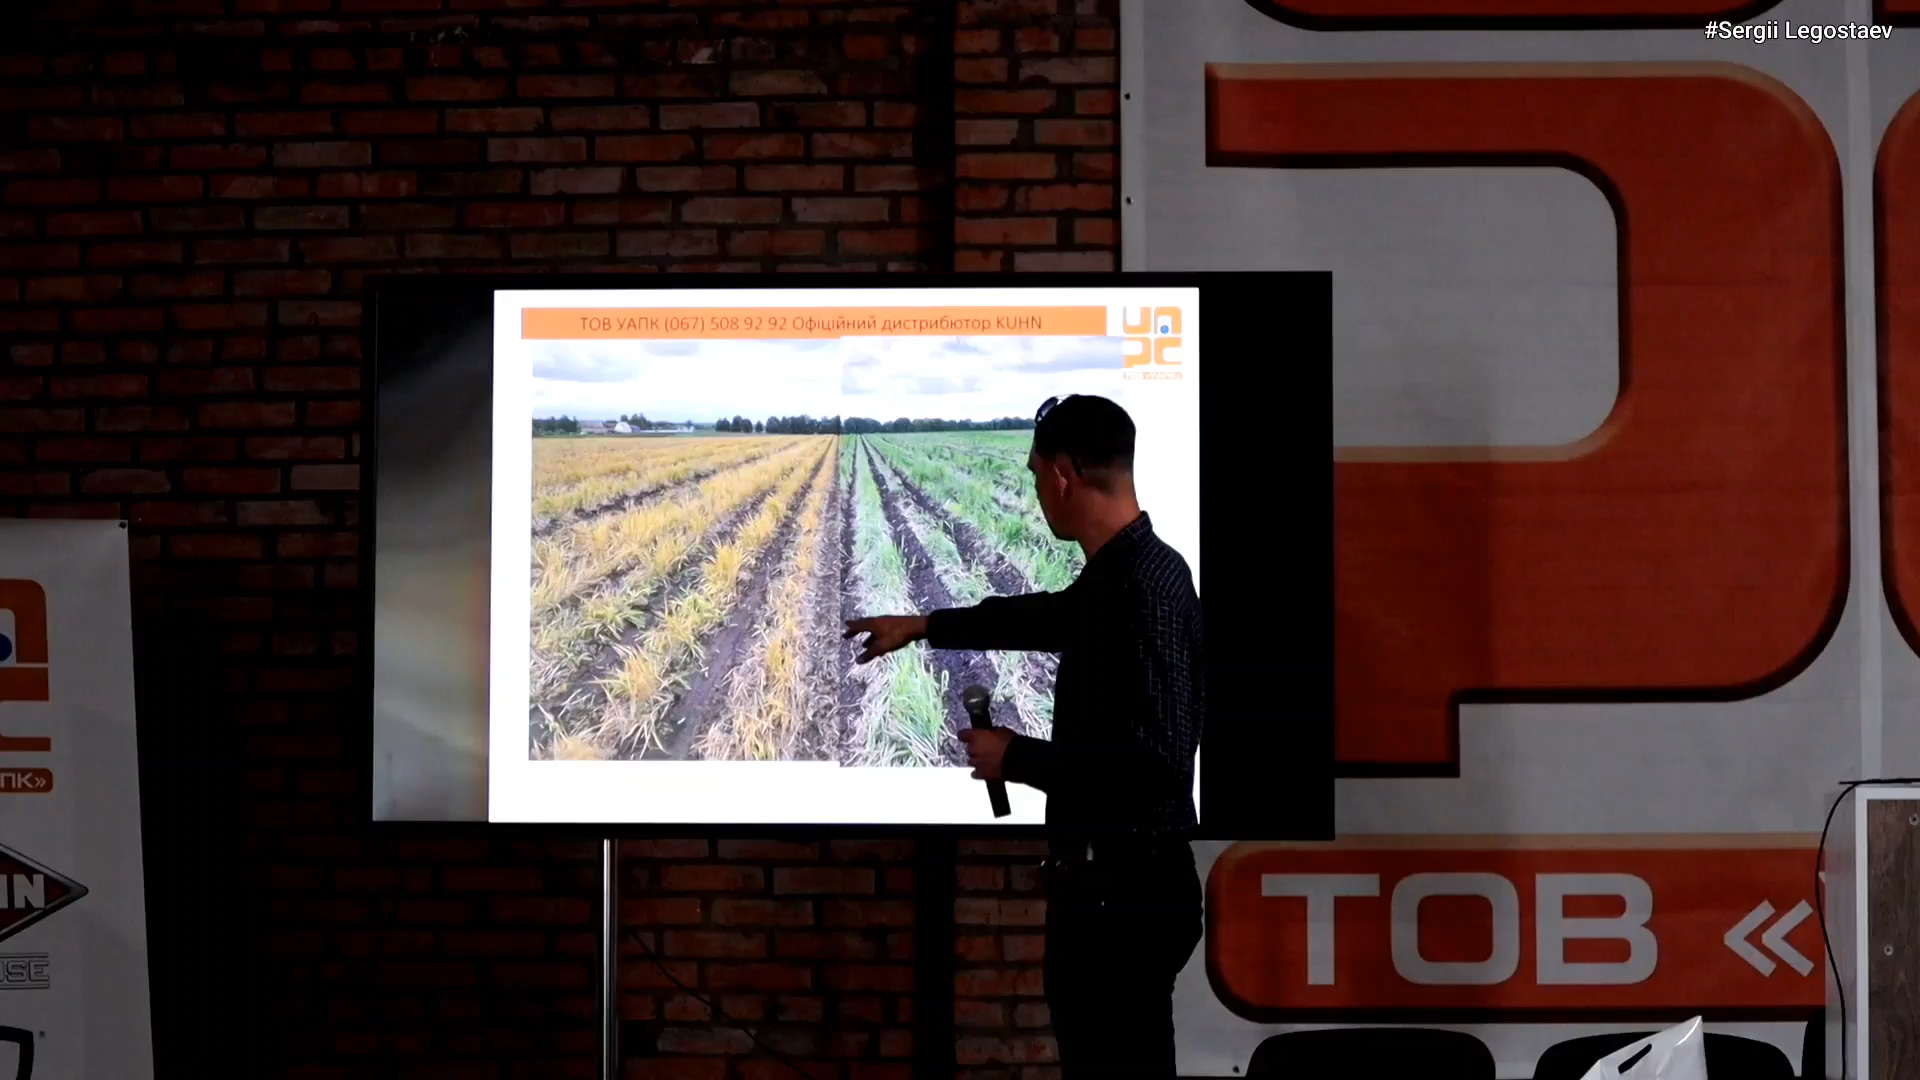 #Sergii Legostaev
ТОВ УАПК (067) 508 92 92 Офіційний дистриб'ютор KUHN
ПК»
ТОВ «